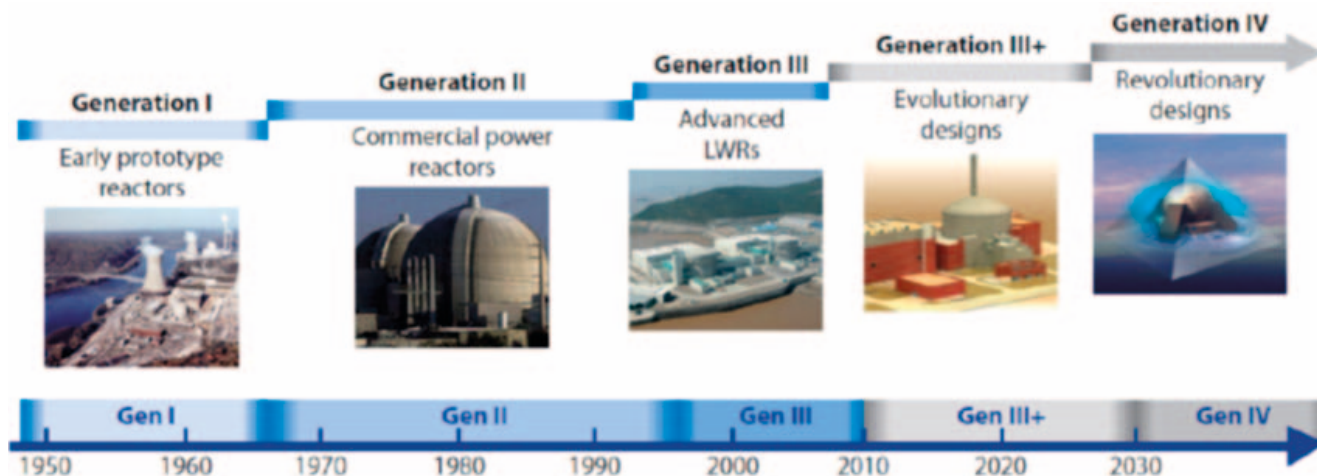 Generation I
Early prototype
reactors
Generation II
Commercial power
reactors
Generation III
Advanced
LWRs
Generation III+
Evolutionary
designs
Generation IV
Revolutionary
designs
Gen I
Gen II
Gen III
Gen III+
Gen IV
1950
1960
1970
1980
1990
2000
2010
2020
2030